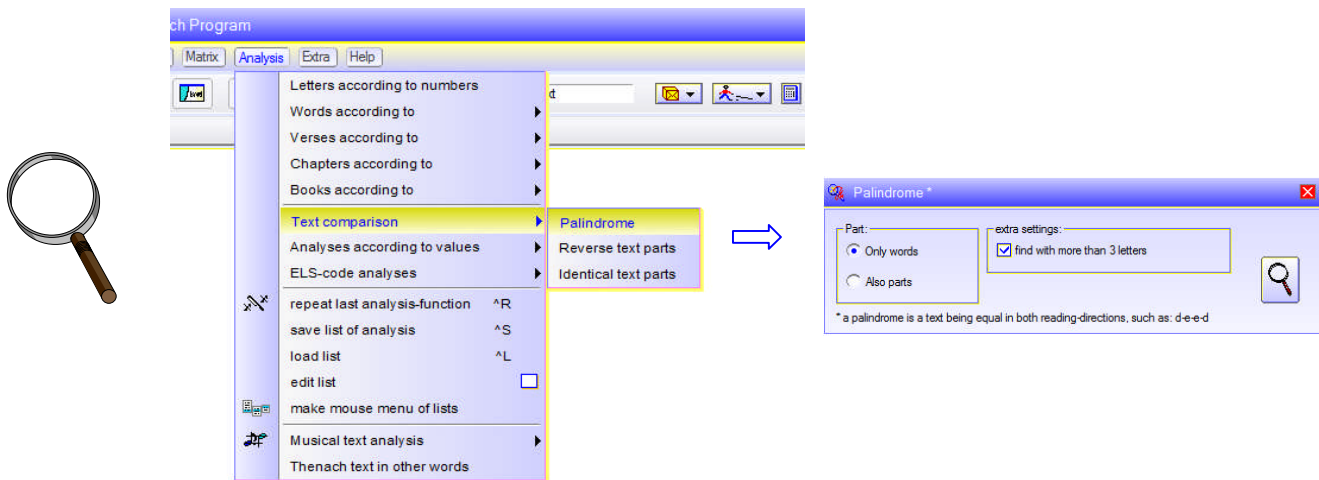 ch Program
Matrix Analysis Extra Help
Letters according to numbers
Words according to
Verses according to
Chapters according to
Books according to
Text comparison
Analyses according to values
ELS-code analyses
repeat last analysis-function ^R
save list of analysis ^S
load list ^L
edit list
make mouse menu of lists
Musical text analysis
Thenach text in other words
Palindrome
Reverse text parts
Identical text parts
Palindrome *
Part:
Only words
Also parts
extra settings:
find with more than 3 letters
* a palindrome is a text being equal in both reading-directions, such as: d-e-e-d